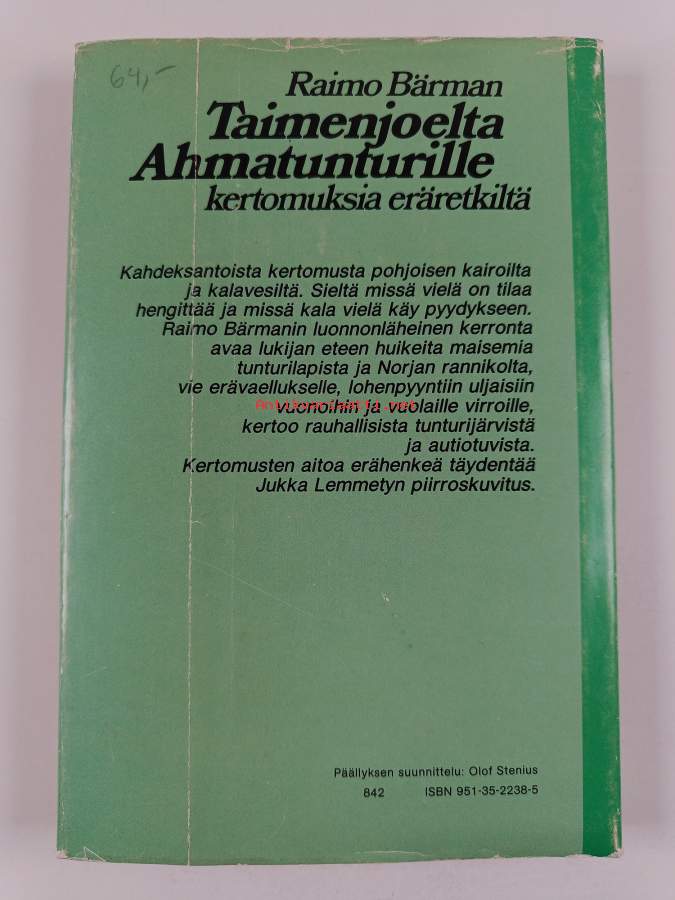 64,-
Raimo Bärman
Taimenjoelta
Ahmatunturille
kertomuksia eräretkiltä
Kahdeksantoista kertomusta pohjoisen kairoilta
ja kalavesiltä. Sieltä missä vielä on tilaa
hengittää ja missä kala vielä käy pyydykseen.
Raimo Bärmanin luonnonläheinen kerronta
avaa lukijan eteen huikeita maisemia
tunturilapista ja Norjan rannikolta,
vie erävaellukselle, lohenpyyntiin uljaisiin
vuonoihin ja vuolaille virroille,
Antikvariaatti.net
kertoo rauhallisista tunturijärvistä
ja autiotuvista.
Kertomusten aitoa erähenkeä täydentää
Jukka Lemmetyn piirroskuvitus.
Päällyksen suunnittelu: Olof Stenius
842 ISBN 951-35-2238-5